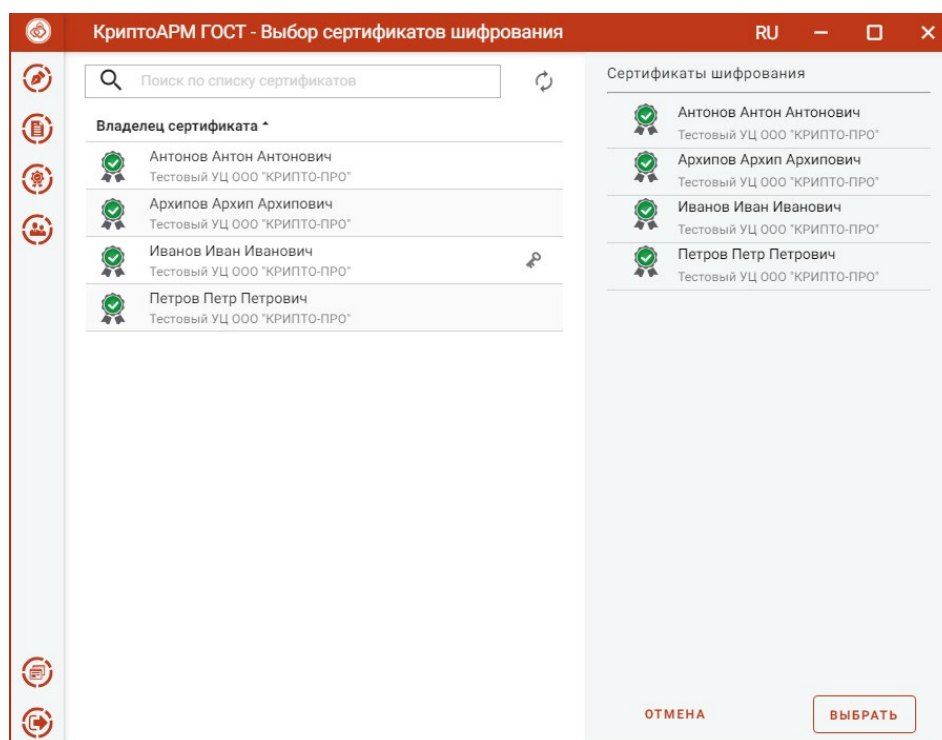 КриптоАРМ ГОСТ - Выбор сертификатов шифрования
RU
Поиск по списку сертификатов
Владелец сертификата
Антонов Антон Антонович
Тестовый УЦ ООО "КРИПТО-ПРО"
Архипов Архип Архипович
Тестовый УЦ ООО "КРИПТО-ПРО"
Иванов Иван Иванович
Тестовый УЦ ООО "КРИПТО-ПРО"
Петров Петр Петрович
Тестовый УЦ ООО "КРИПТО-ПРО"
Сертификаты шифрования
Антонов Антон Антонович
Тестовый УЦ ООО "КРИПТО-ПРО"
Архипов Архип Архипович
Тестовый УЦ ООО "КРИПТО-ПРО"
Иванов Иван Иванович
Тестовый УЦ ООО "КРИПТО-ПРО"
Петров Петр Петрович
Тестовый УЦ ООО "КРИПТО-ПРО"
ОТМЕНА
ВЫБРАТЬ